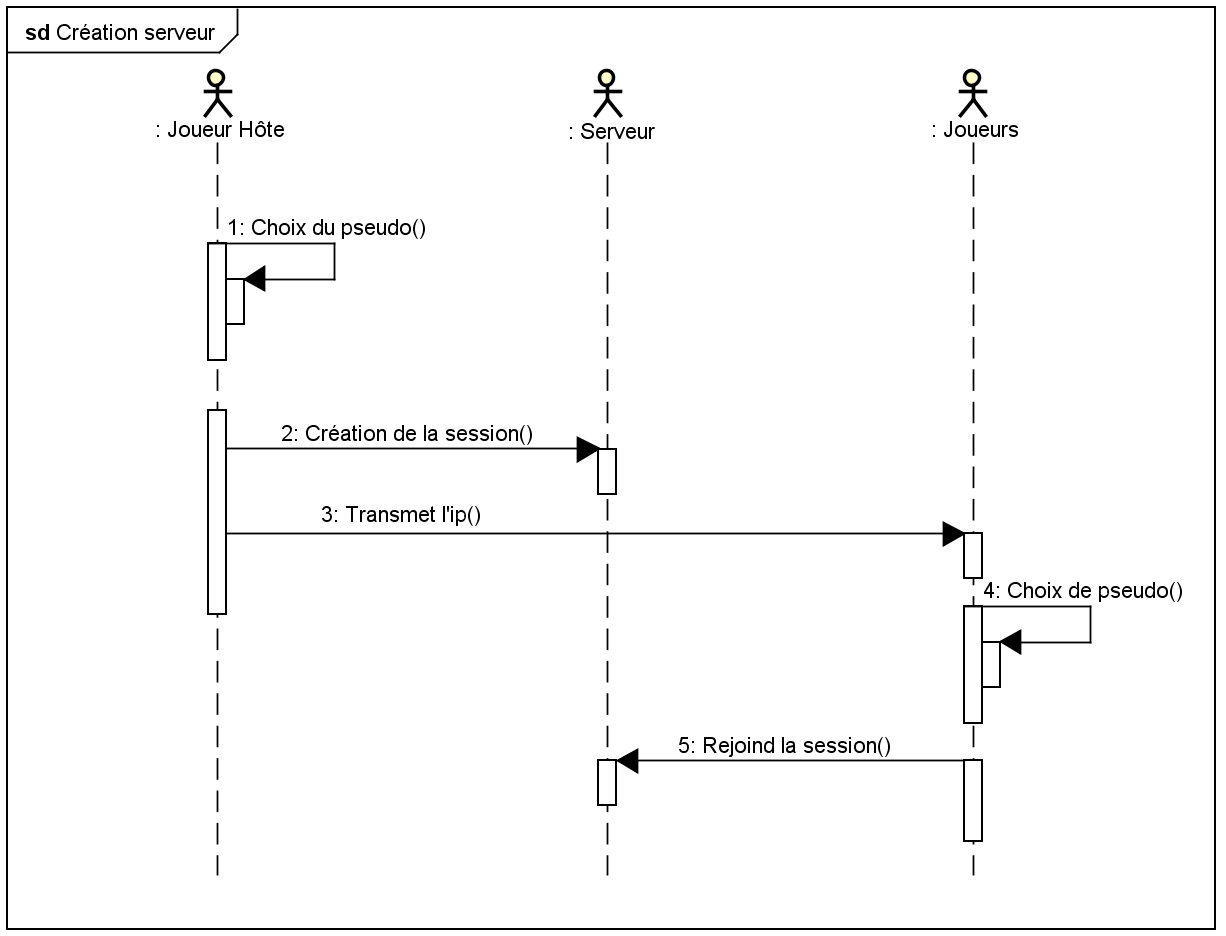 sd Création serveur
: Joueur Hôte
: Serveur
: Joueurs
1: Choix du pseudo()
2: Création de la session()
3: Transmet l'ip()
4: Choix de pseudo()
5: Rejoind la session()